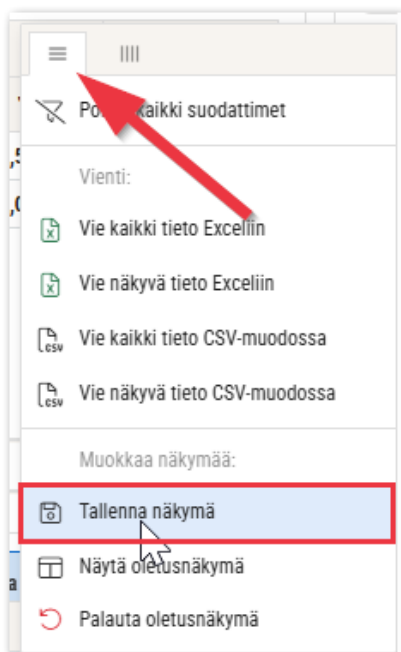 kaikki suodattimet
Vienti:
Vie kaikki tieto Exceliin
Vie näkyvä tieto Exceliin
Vie kaikki tieto CSV-muodossa
Vie näkyvä tieto CSV-muodossa
Muokkaa näkymää:
Tallenna näkymä
Näytä oletusnäkymä
Palauta oletusnäkymä